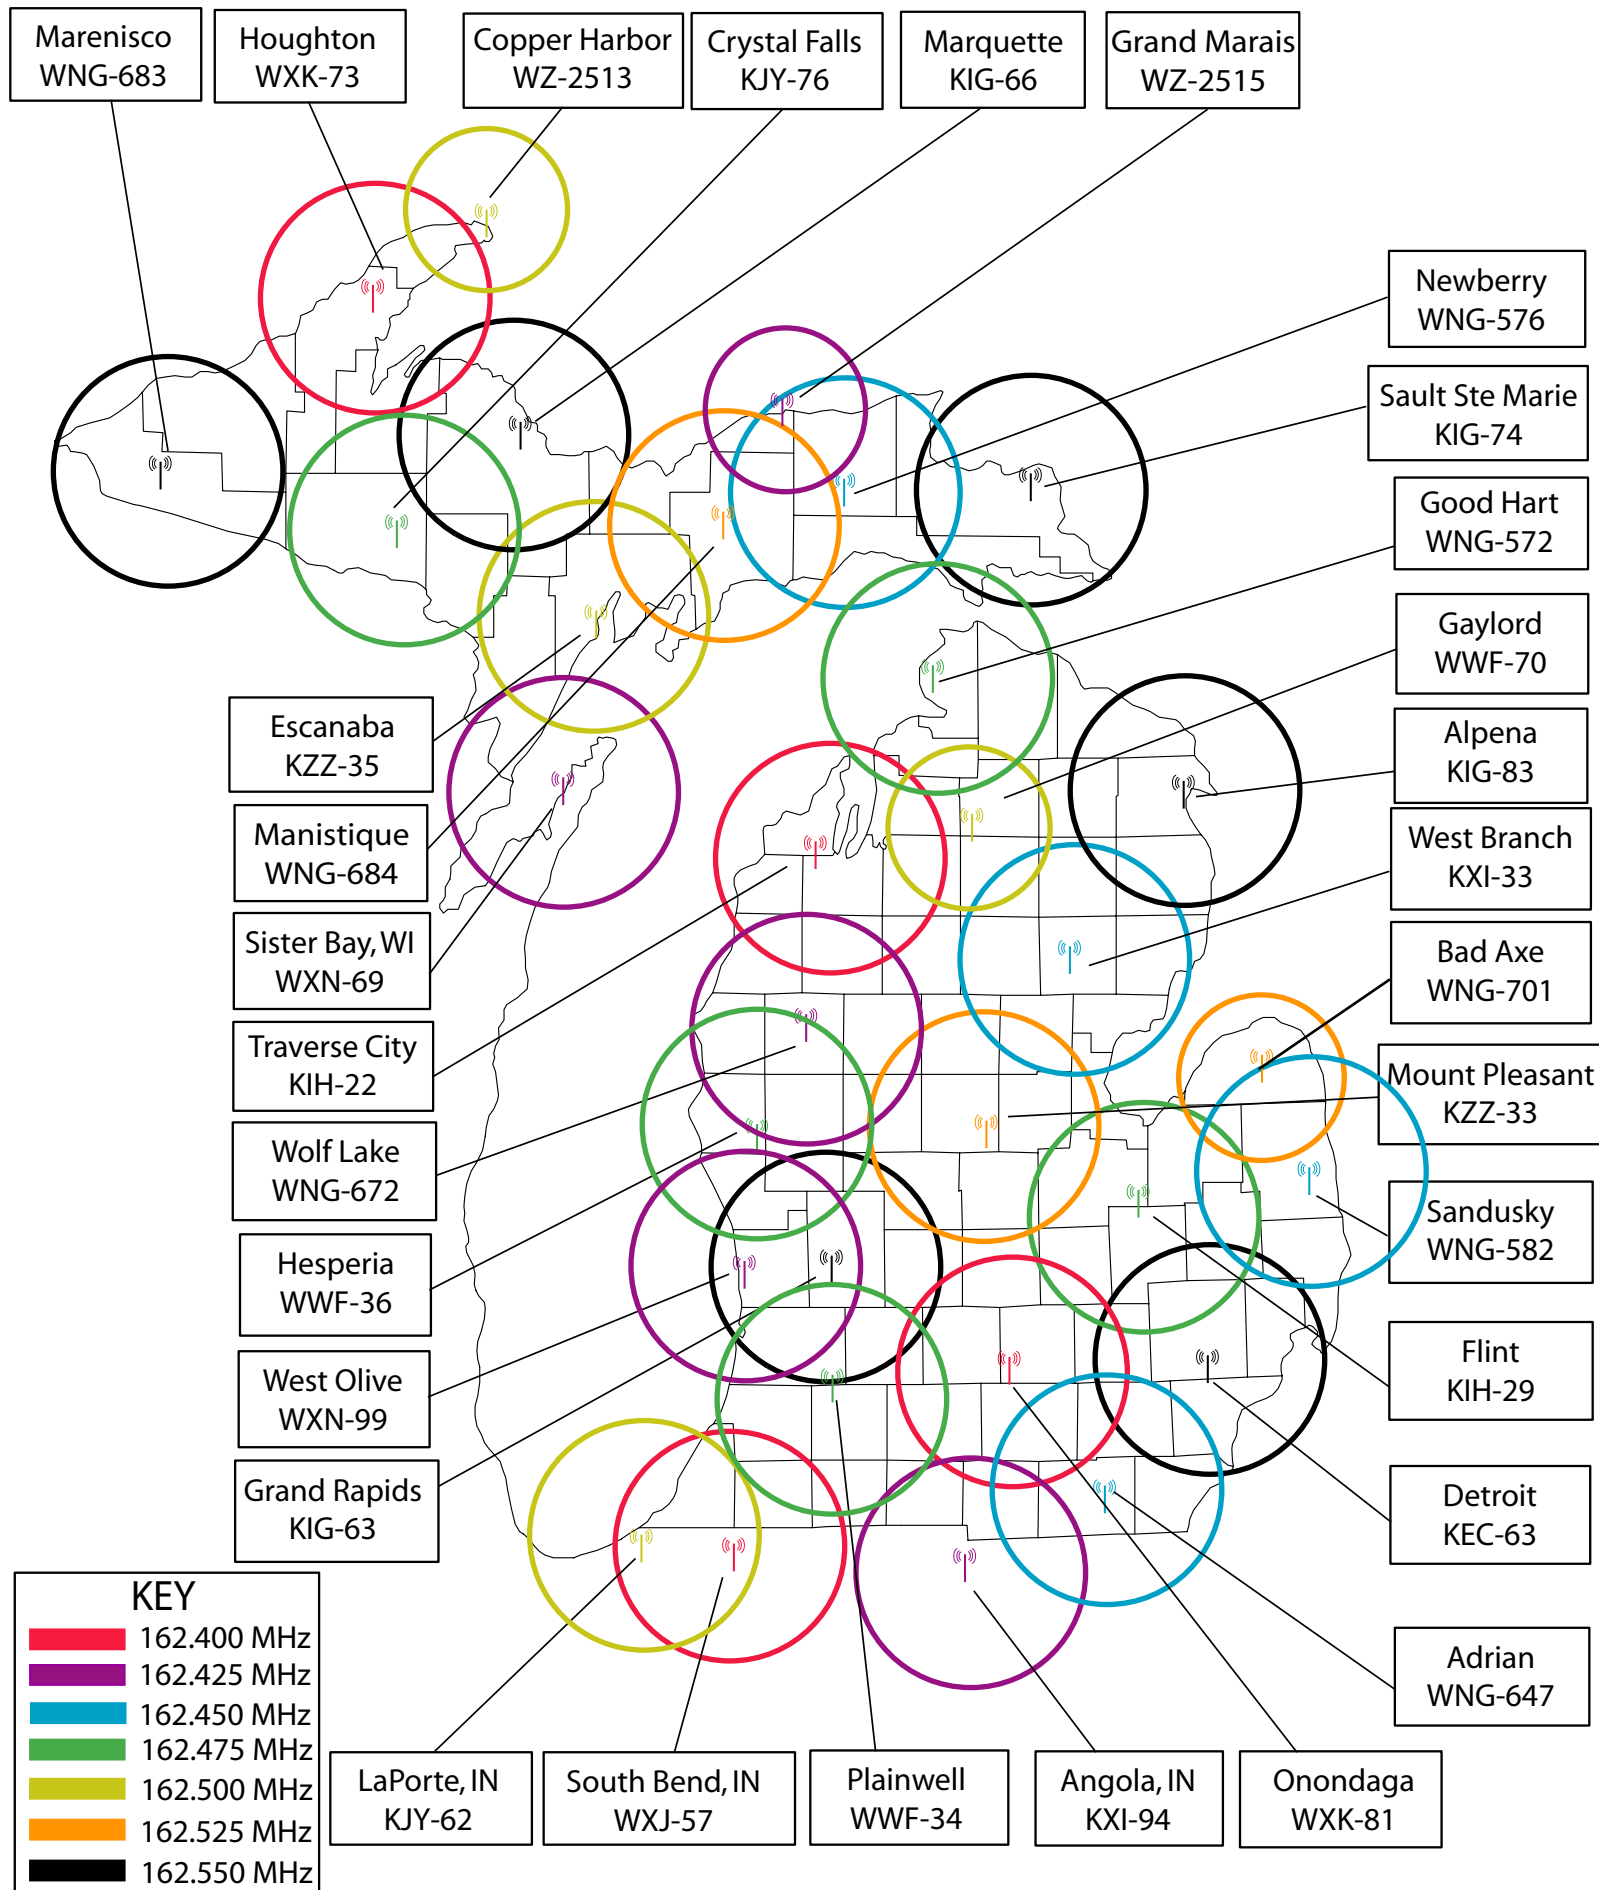 Marenisco
WNG-683
Houghton
WXK-73
Copper Harbor
WZ-2513
Crystal Falls
KJY-76
Marquette
KIG-66
Grand Marais
WZ-2515
Newberry
WNG-576
Sault Ste Marie
KIG-74
Good Hart
WNG-572
Gaylord
WWF-70
Alpena
KIG-83
West Branch
KXI-33
Bad Axe
WNG-701
Mount Pleasant
KZZ-33
Sandusky
WNG-582
Flint
KIH-29
Detroit
KEC-63
Adrian
WNG-647
Escanaba
KZZ-35
Manistique
WNG-684
Sister Bay, WI
WXN-69
Traverse City
KIH-22
Wolf Lake
WNG-672
Hesperia
WWF-36
West Olive
WXN-99
Grand Rapids
KIG-63
KEY
162.400 MHz
162.425 MHz
162.450 MHz
162.475 MHz
162.500 MHz
162.525 MHz
162.550 MHz
LaPorte, IN
KJY-62
South Bend, IN
WXJ-57
Plainwell
WWF-34
Angola, IN
KXI-94
Onondaga
WXK-81